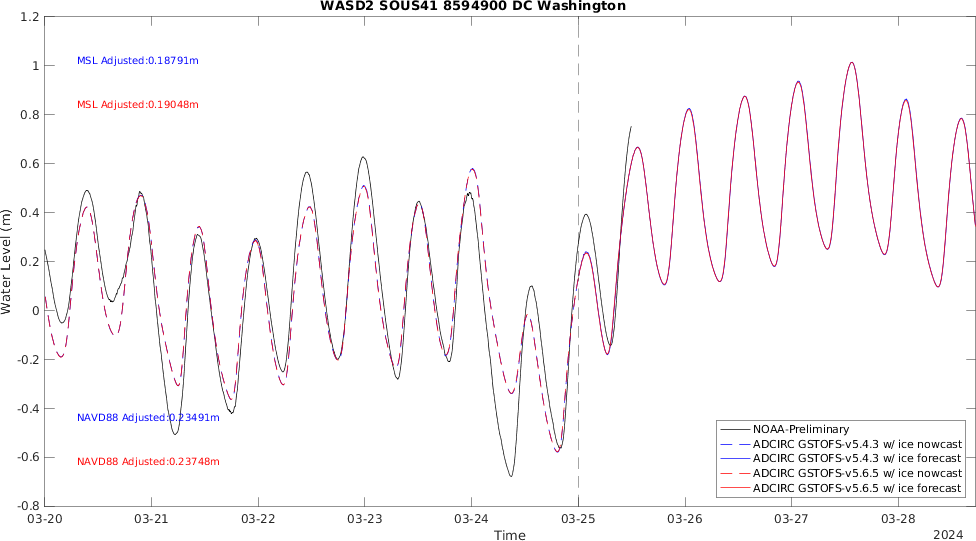 WASD2 SOUS41 8594900 DC Washington
1.2
1
0.8
0.6
0.4
0.2
0
-0.2
-0.4
-0.6
-0.8
Water Level (m)
MSL Adjusted:0.18791m
MSL Adjusted:0.19048m
NAVD88 Adjusted:0.23491m
NAVD88 Adjusted:0.23748m
NOAA-Preliminary
ADCIRC GSTOFS-v5.4.3 w/ ice nowcast
ADCIRC GSTOFS-v5.4.3 w/ ice forecast
ADCIRC GSTOFS-v5.6.5 w/ ice nowcast
ADCIRC GSTOFS-v5.6.5 w/ ice forecast
03-20 03-21 03-22 03-23 03-24 03-25 03-26 03-27 03-28
Time
2024